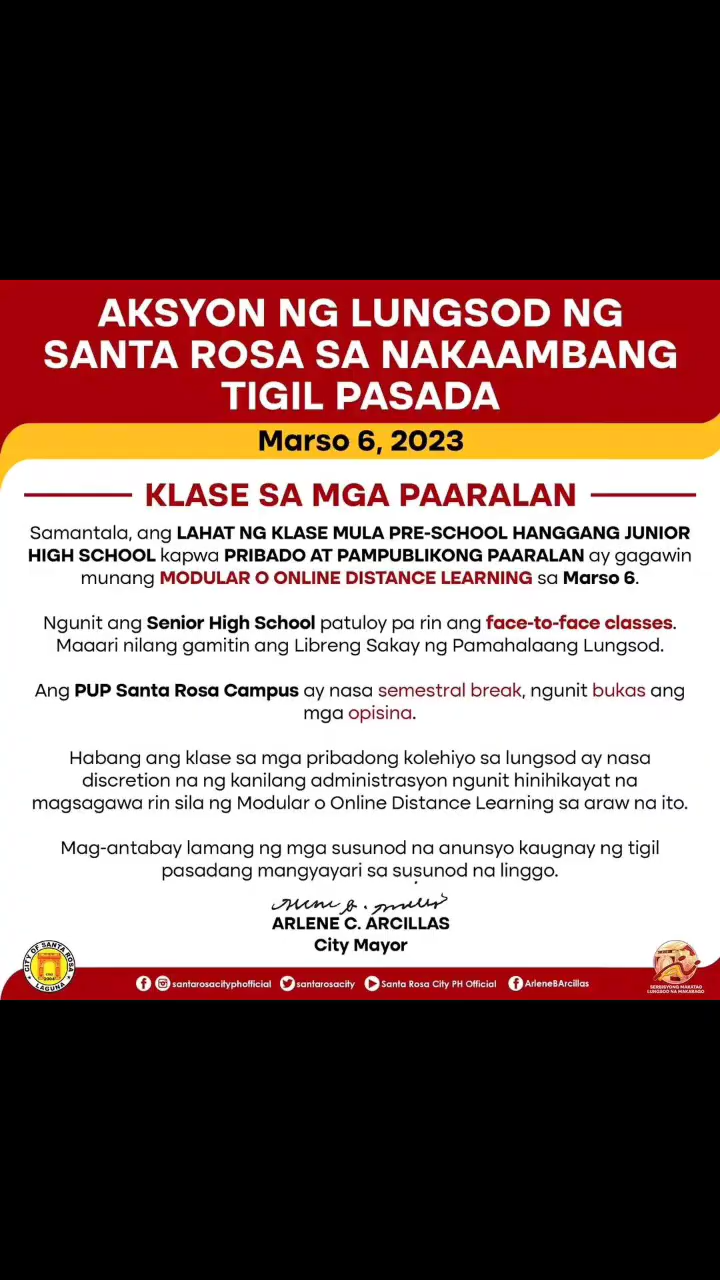 AKSYON NG LUNGSOD NG
SANTA ROSA SA NAKAAMBANG
TIGIL PASADA
Marso 6, 2023
KLASE SA MGA PAARALAN
Samantala, ang LAHAT NG KLASE MULA PRE-SCHOOL HANGGANG JUNIOR
HIGH SCHOOL kapwa PRIBADO AT PAMPUBLIKONG PAARALAN ay gagawin
munang MODULAR O ONLINE DISTANCE LEARNING sa Marso 6.
Ngunit ang Senior High School patuloy pa rin ang face-to-face classes.
Maaari nilang gamitin ang Libreng Sakay ng Pamahalaang Lungsod.
Ang PUP Santa Rosa Campus ay nasa semestral break, ngunit bukas ang
mga opisina.
Habang ang klase sa mga pribadong kolehiyo sa lungsod ay nasa
discretion na ng kanilang administrasyon ngunit hinihikayat na
magsagawa rin sila ng Modular o Online Distance Learning sa araw na ito.
Mag-antabay lamang ng mga susunod na anunsyo kaugnay ng tigil
pasadang mangyayari sa susunod na linggo.
ARLENE C. ARCILLAS
City Mayor
CITY OF SANTA ROSA
LAGUNA
santarosacityphofficial santarosacity Santa Rosa City PH Official ArleneBArcillas
SERBISYONG MAKATAO
LUNGSOD NA MAKABAGO